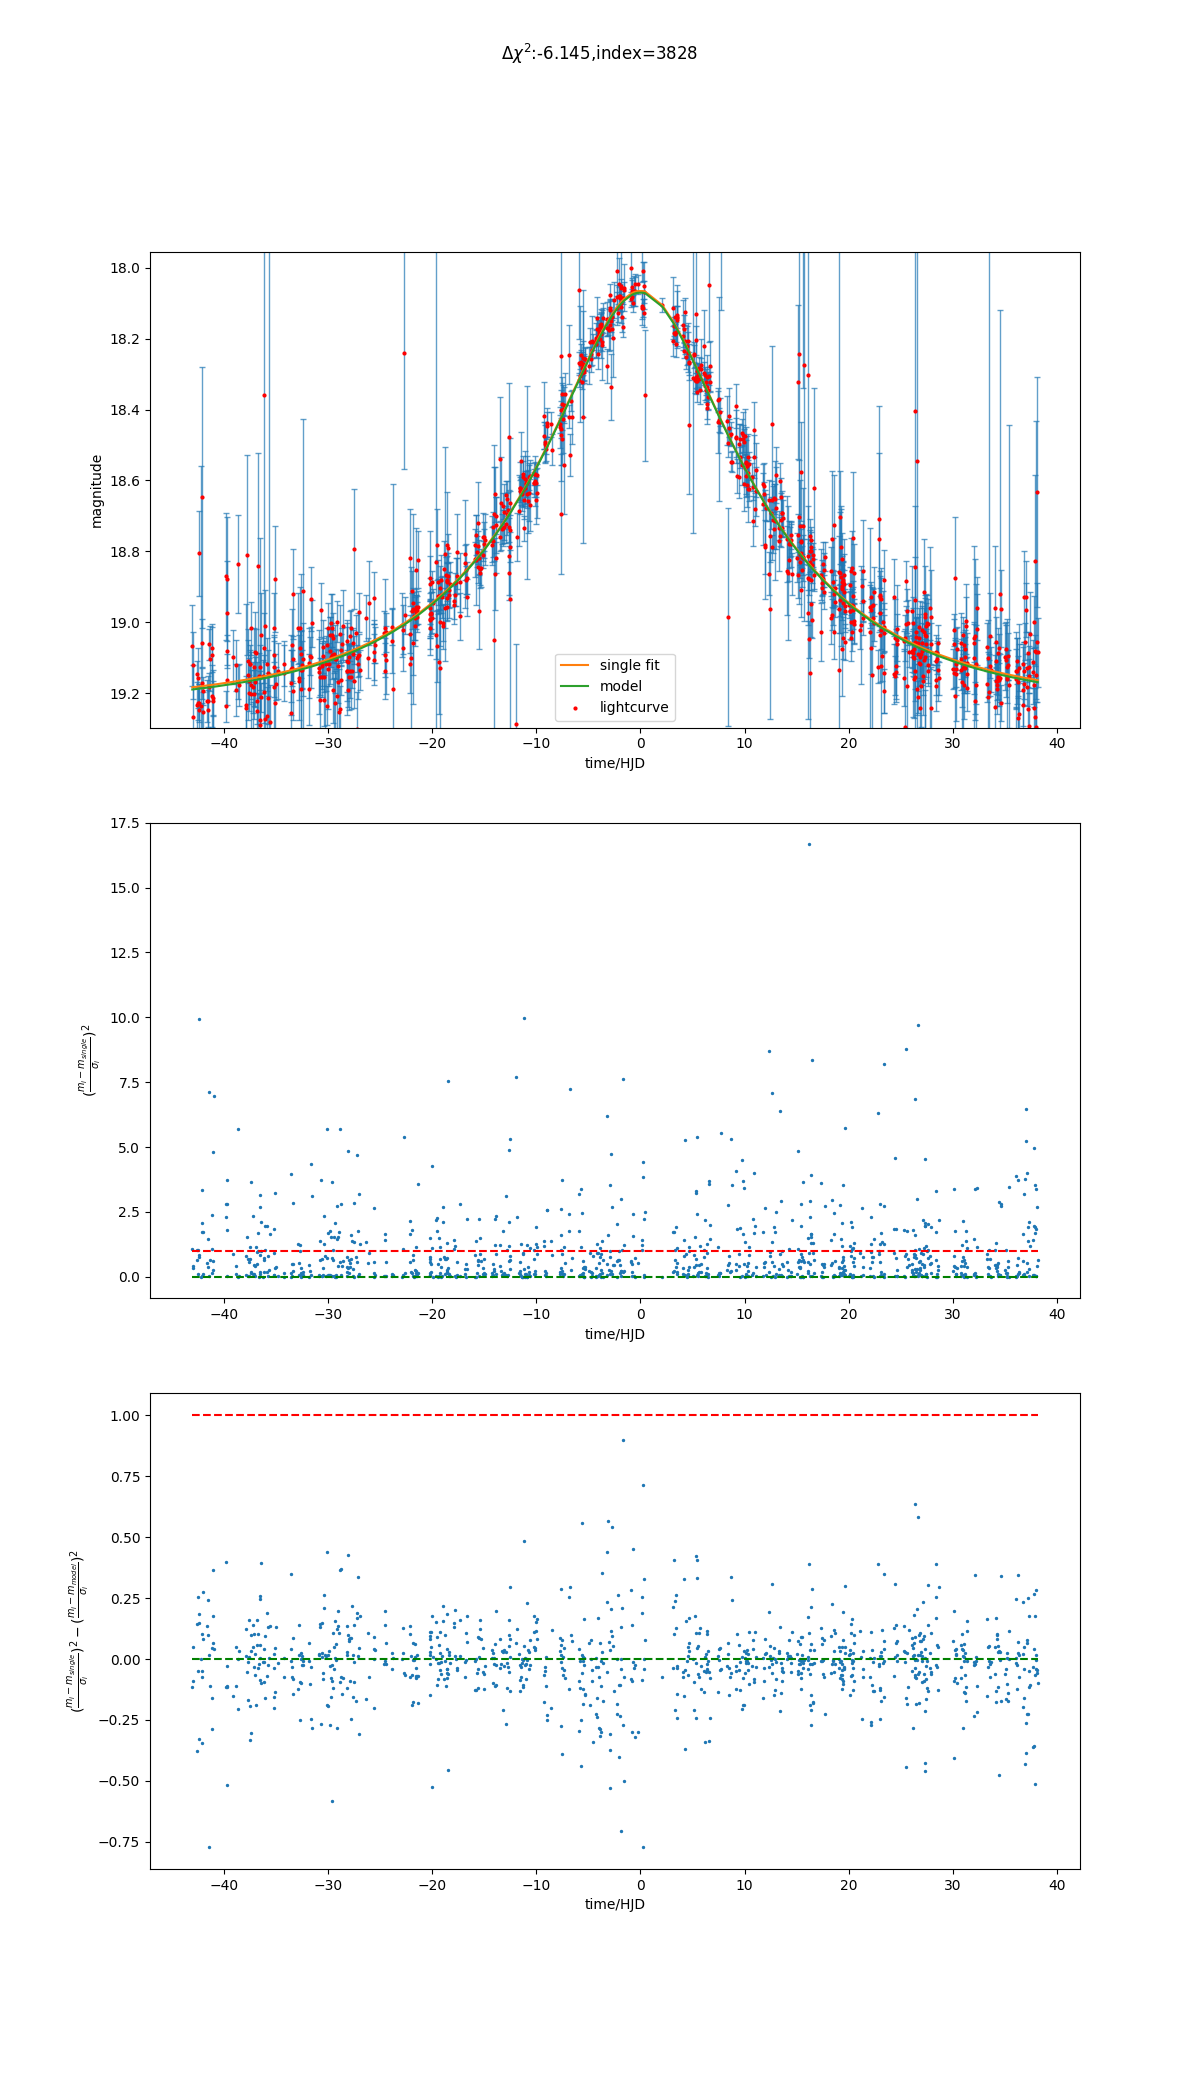 Δχ²:-6.145,index=3828
18.0
18.2
18.4
18.6
18.8
19.0
19.2
magnitude
single fit
model
lightcurve
−40 −30 −20 −10 0 10 20 30 40
time/HJD
17.5
15.0
12.5
10.0
7.5
5.0
2.5
0.0
((m_i − m_single)/σ_i)²
−40 −30 −20 −10 0 10 20 30 40
time/HJD
1.00
0.75
0.50
0.25
0.00
−0.25
−0.50
−0.75
((m_i − m_single)/σ_i)² − ((m_i − m_model)/σ_i)²
−40 −30 −20 −10 0 10 20 30 40
time/HJD